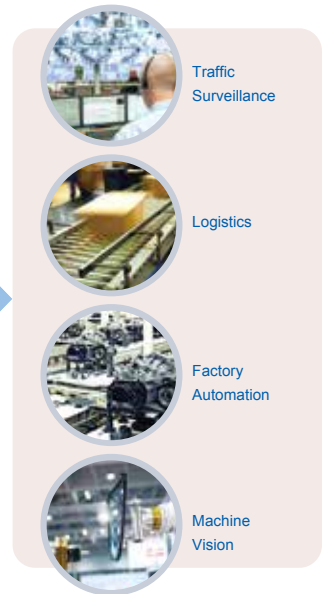 Traffic
Surveillance
Logistics
Factory
Automation
Machine
Vision